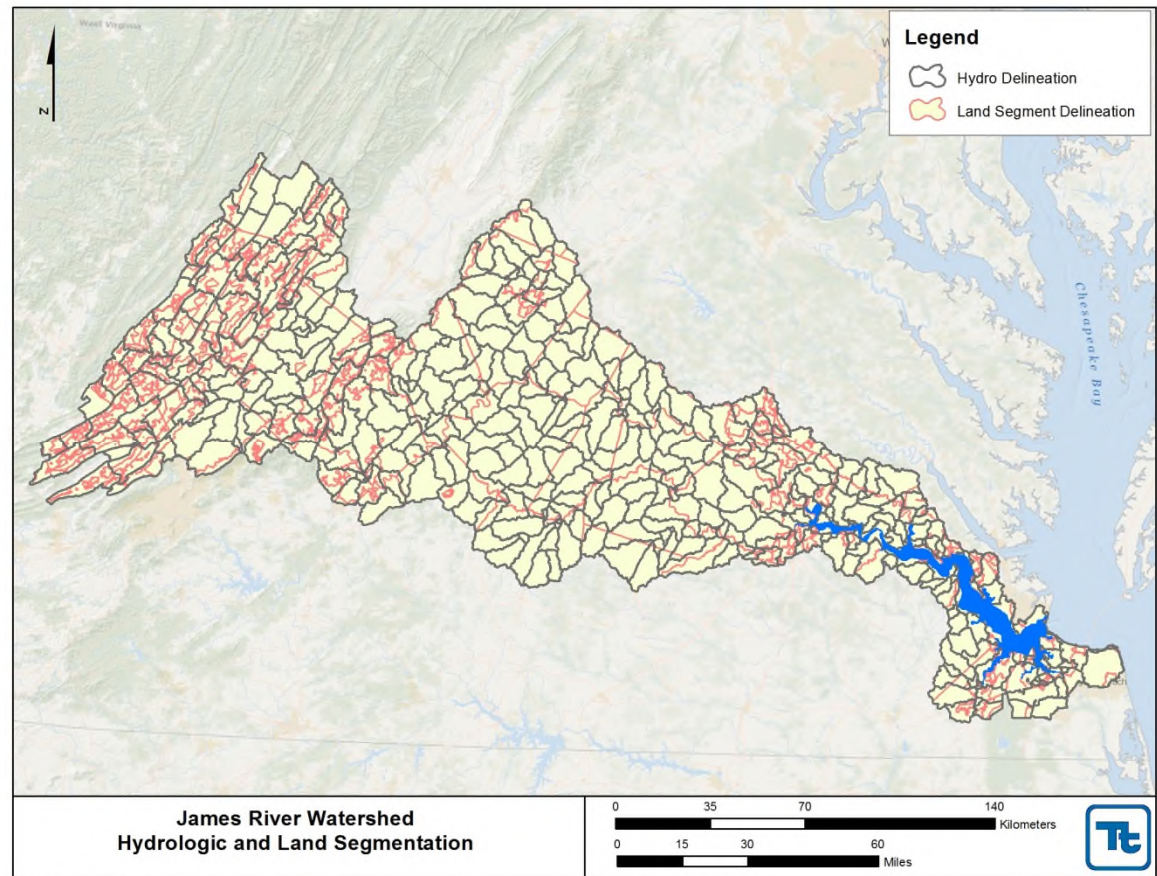 West Virginia
W
Legend
Hydro Delineation
Land Segment Delineation
N
Chesapeake Bay
ch
James River Watershed
Hydrologic and Land Segmentation
0 35 70 140
Kilometers
0 15 30 60
Miles
Tt